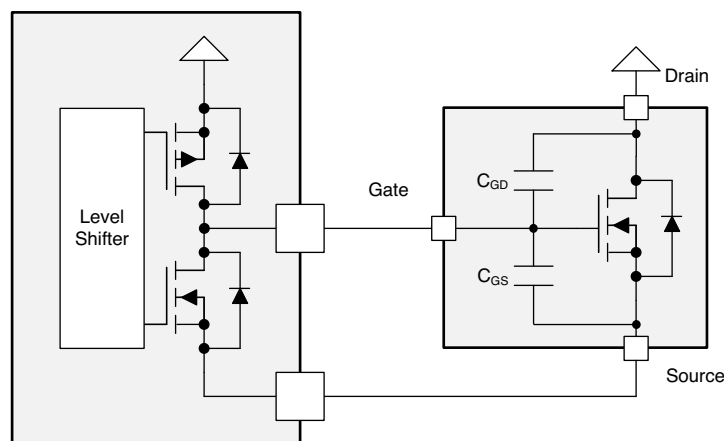 Drain
C_GD
Gate
Level
Shifter
C_GS
Source